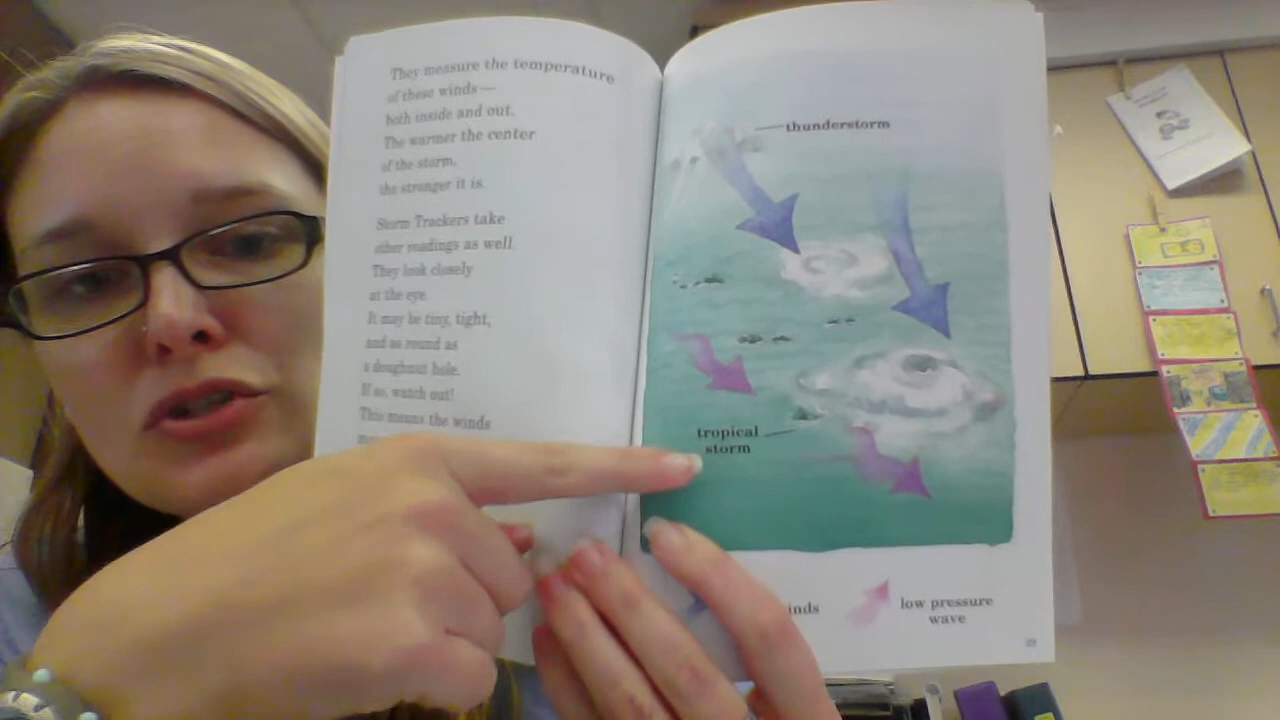 They measure the temperature
of these winds—
both inside and out.
The warmer the center
of the storm,
the stronger it is.
Storm Trackers take
other readings as well.
They look closely
at the eye.
It may be tiny, tight,
and as round as
a doughnut hole.
If so, watch out!
This means the winds
thunderstorm
tropical
storm
inds
low pressure
wave